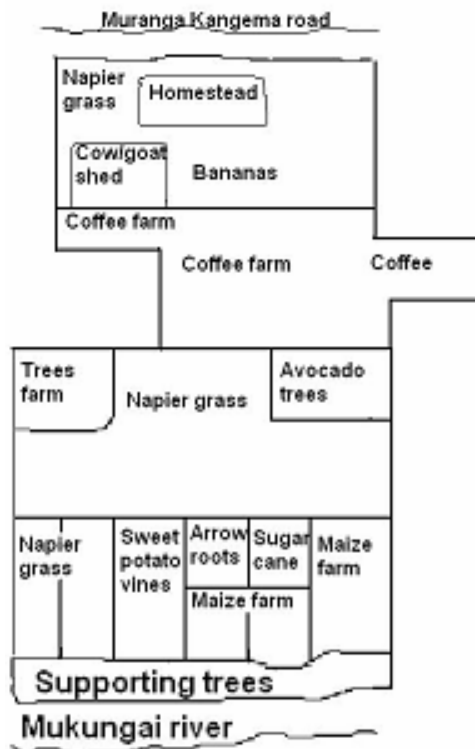 Muranga Kangema road
Napier
grass
Homestead
Cow/goat
shed
Bananas
Coffee farm
Coffee farm
Coffee
Trees
farm
Napier grass
Avocado
trees
Napier
grass
Sweet
potato
vines
Arrow
roots
Sugar
cane
Maize
farm
Maize farm
Supporting trees
Mukungai river